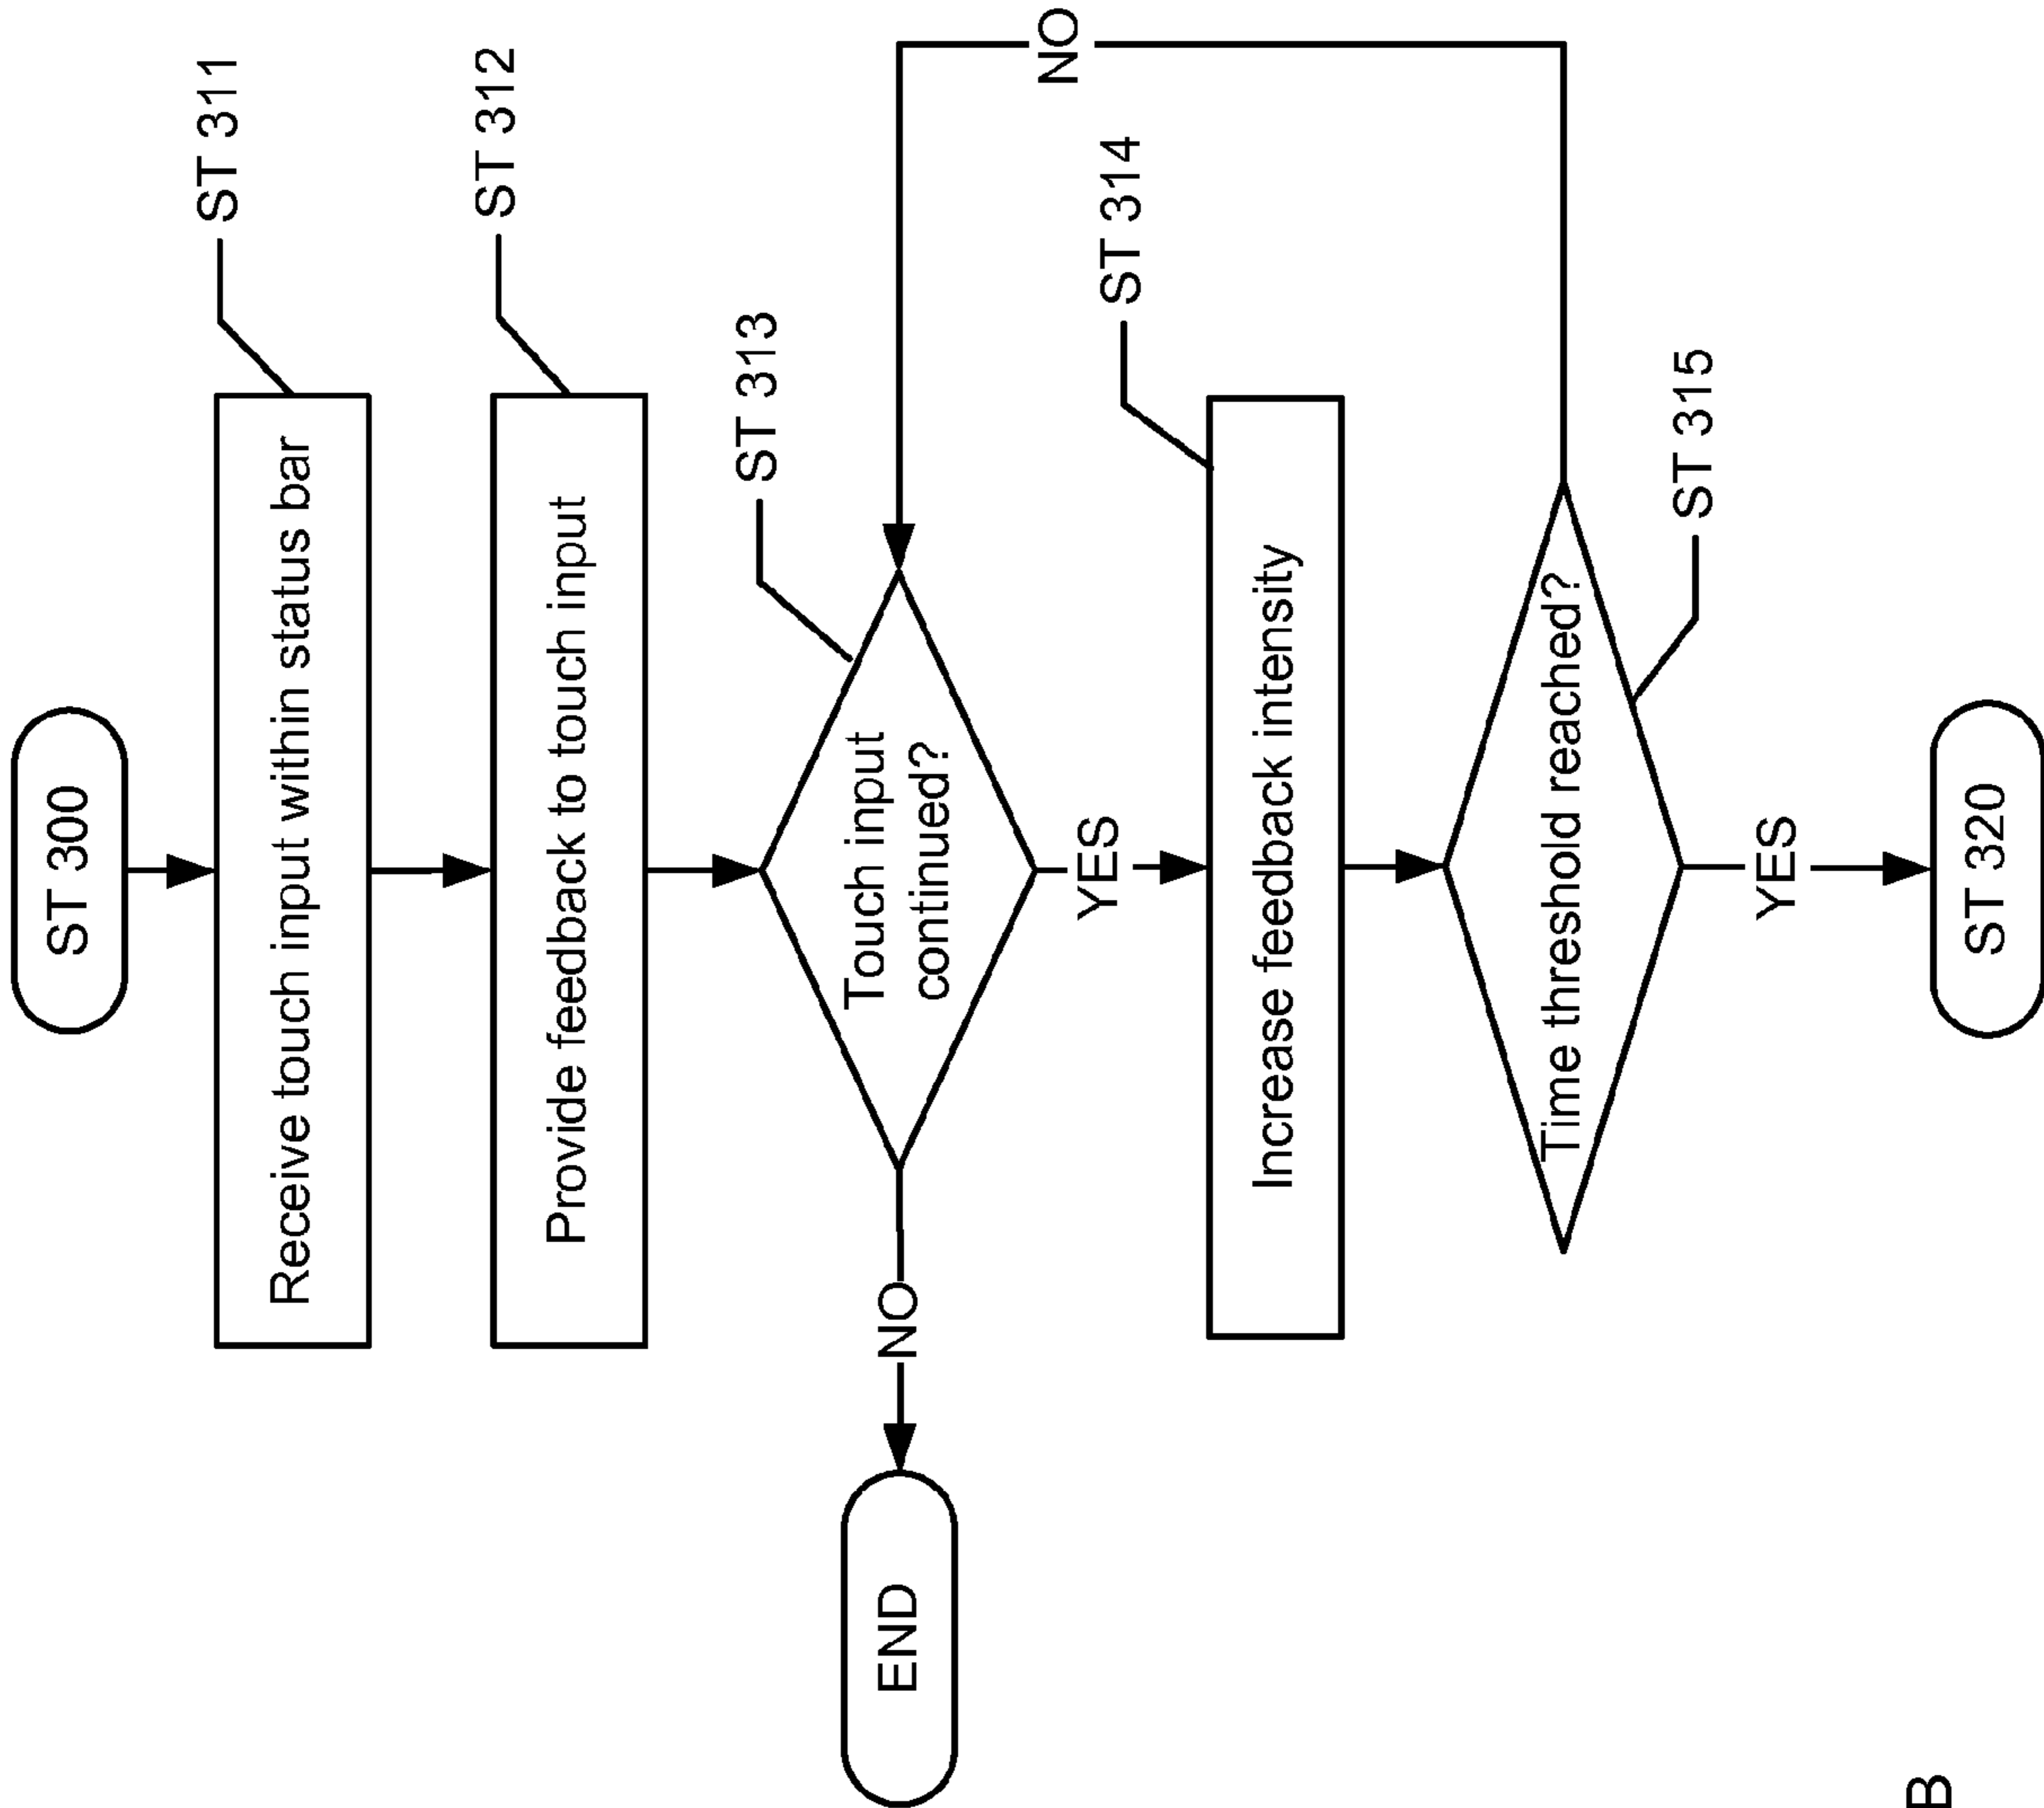 ST 300
ST 311
Receive touch input within status bar
ST 312
Provide feedback to touch input
ST 313
Touch input
continued?
NO
END
YES
ST 314
Increase feedback intensity
NO
ST 315
Time threshold reached?
YES
ST 320
B